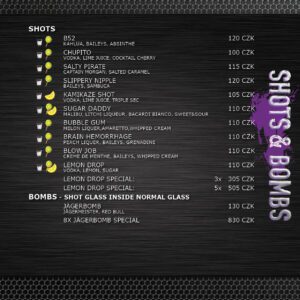 SHOTS
B52 120 CZK
KAHLUA, BAILEYS, ABSINTHE
CHUPITO 100 CZK
VODKA, LIME JUICE, COCKTAIL CHERRY
SALTY PIRATE 115 CZK
CAPTAIN MORGAN, SALTED CARAMEL
SLIPPERY NIPPLE 120 CZK
BAILEYS, SAMBUCA
KAMIKAZE SHOT 105 CZK
VODKA, LIME JUICE, TRIPLE SEC
SUGAR DADDY 110 CZK
MALIBU, LITCHI LIQUEUR, BACARDI BIANCO, SWEET&SOUR
BUBBLE GUM 110 CZK
MELON LIQUER, AMARETTO, WHIPPED CREAM
BRAIN HEMORRHAGE 110 CZK
PEACH LIQUER, BAILEYS, GRENADINE
BLOW JOB 110 CZK
CREME DE MENTHE, BAILEYS, WHIPPED CREAM
LEMON DROP 110 CZK
VODKA, LEMON, SUGAR
LEMON DROP SPECIAL: 3x 305 CZK
LEMON DROP SPECIAL: 5x 505 CZK
BOMBS - SHOT GLASS INSIDE NORMAL GLASS
JÄGERBOMB 130 CZK
JÄGERMEISTER, RED BULL
8X JÄGERBOMB SPECIAL 830 CZK
SHOTS & BOMBS